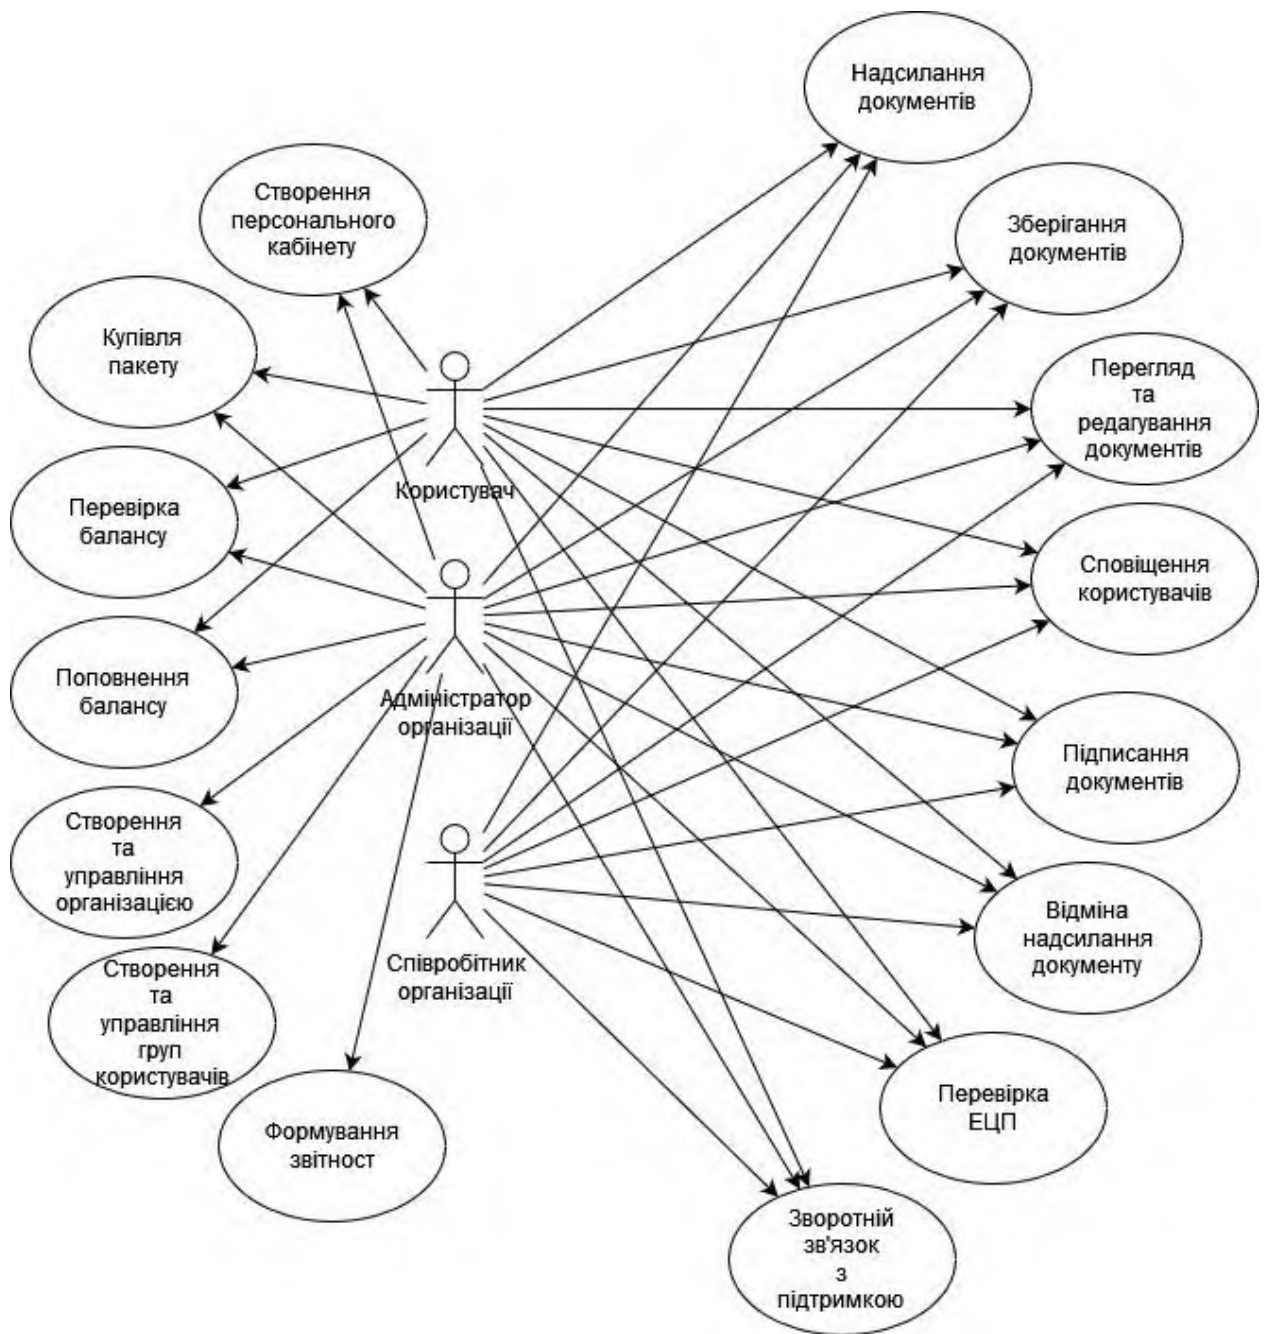 Надсилання
документів
Створення
персонального
кабінету
Зберігання
документів
Купівля
пакету
Перегляд
та
редагування
документів
Користувач
Перевірка
балансу
Сповіщення
користувачів
Поповнення
балансу
Адміністратор
організації
Підписання
документів
Створення
та
управління
організацією
Відміна
надсилання
документу
Співробітник
організації
Створення
та
управління
груп
користувачів
Перевірка
ЕЦП
Формування
звітност
Зворотній
зв'язок
з
підтримкою